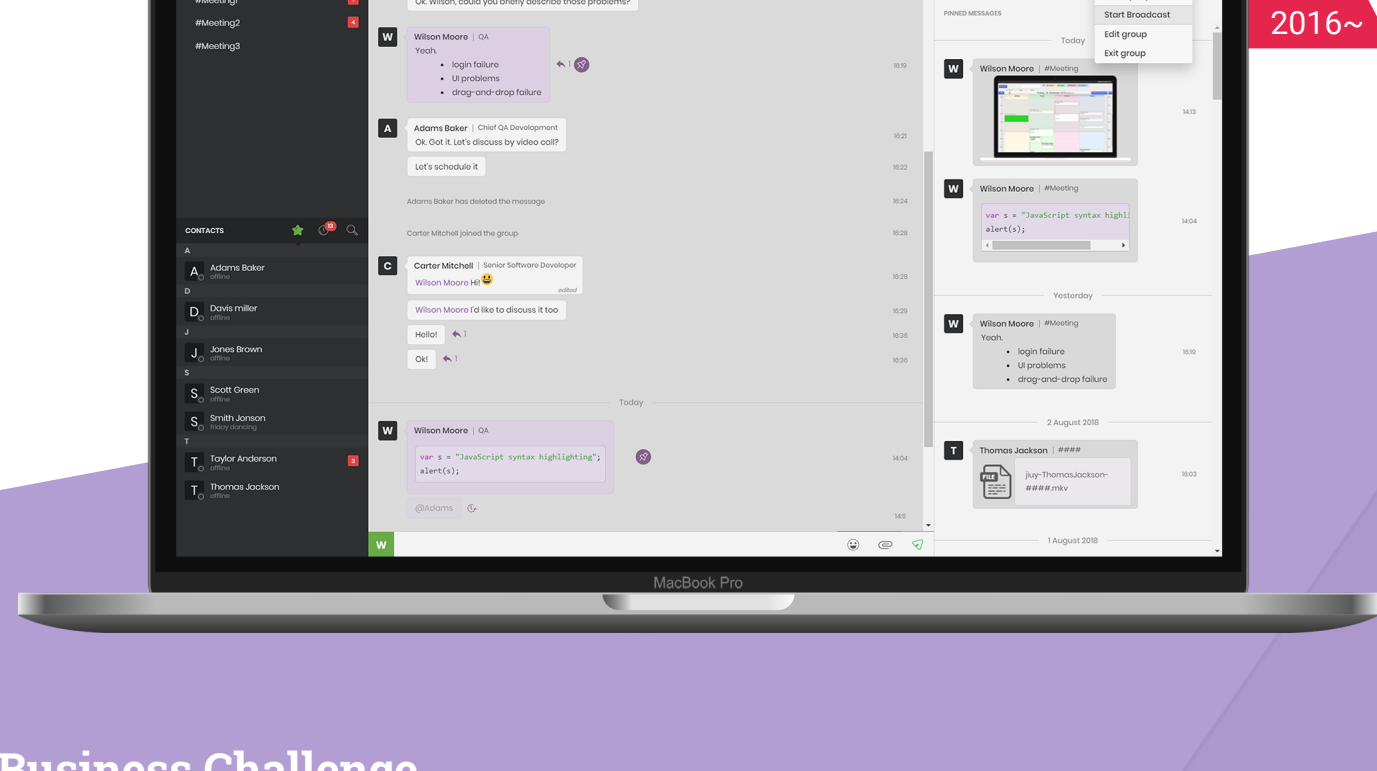 #Meeting1
#Meeting2
4
#Meeting3
CONTACTS
13
A
A
Adams Baker
offline
D
D
Davis miller
offline
J
J
Jones Brown
offline
S
S
Scott Green
offline
S
Smith Jonson
friday dancing
T
T
Taylor Anderson
offline
3
T
Thomas Jackson
offline
Ok. Wilson, could you briefly describe those problems?
W
Wilson Moore | QA
Yeah.
• login failure
• UI problems
• drag-and-drop failure
1
16:19
A
Adams Baker | Chief QA Development
Ok. Got it. Let's discuss by video call?
16:21
Let's schedule it
16:22
Adams Baker has deleted the message
16:24
Carter Mitchell joined the group
16:28
C
Carter Mitchell | Senior Software Developer
Wilson Moore Hi!
edited
16:28
Wilson Moore I'd like to discuss it too
16:29
Hello!
1
16:36
Ok!
1
16:36
Today
W
Wilson Moore | QA
var s = "JavaScript syntax highlighting";
alert(s);
14:04
@Adams
14:11
W
PINNED MESSAGES
Start Broadcast
Edit group
Exit group
Today
W
Wilson Moore | #Meeting
14:13
W
Wilson Moore | #Meeting
var s = "JavaScript syntax highli
alert(s);
14:04
Yesterday
W
Wilson Moore | #Meeting
Yeah.
• login failure
• UI problems
• drag-and-drop failure
16:19
2 August 2018
T
Thomas Jackson | ####
FILE
jiuy-ThomasJackson-
####.mkv
16:03
1 August 2018
2016~
MacBook Pro
Business Challenge